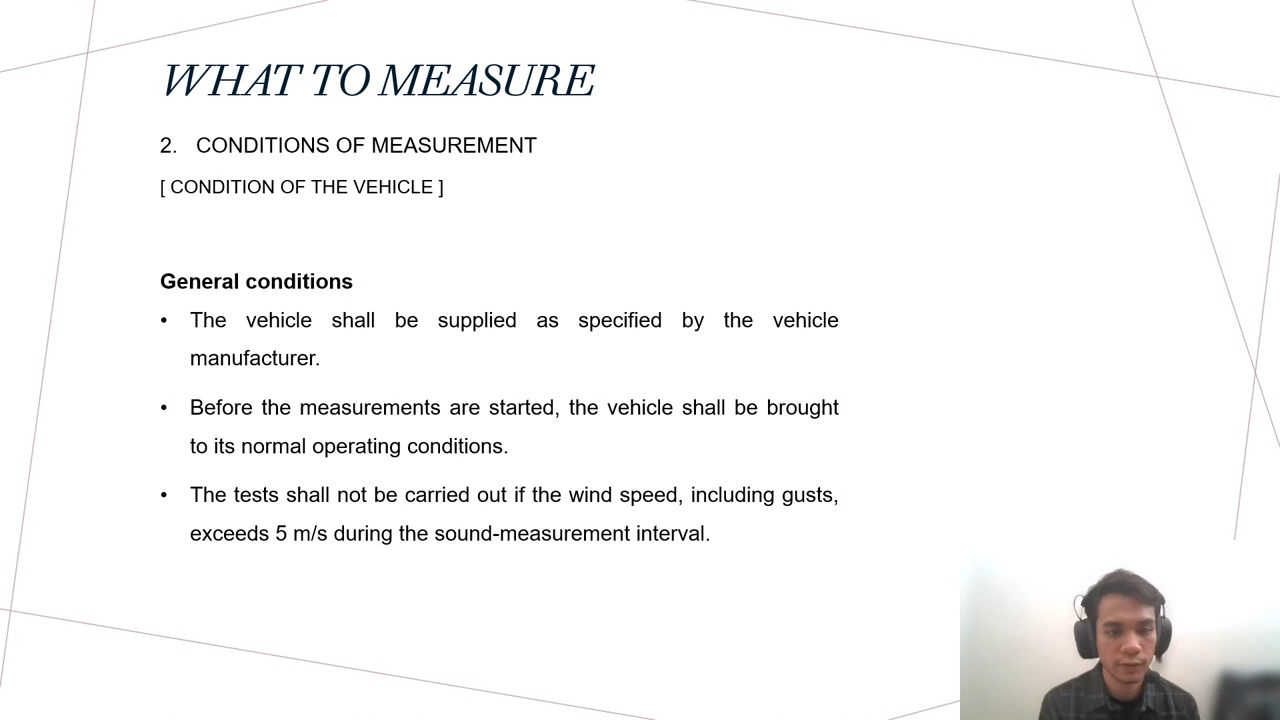 WHAT TO MEASURE
2. CONDITIONS OF MEASUREMENT
[ CONDITION OF THE VEHICLE ]
General conditions
• The vehicle shall be supplied as specified by the vehicle
manufacturer.
• Before the measurements are started, the vehicle shall be brought
to its normal operating conditions.
• The tests shall not be carried out if the wind speed, including gusts,
exceeds 5 m/s during the sound-measurement interval.